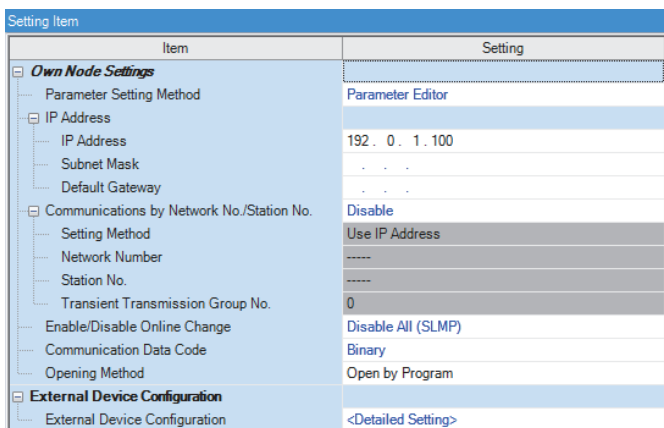 Setting Item
Item Setting
Own Node Settings
Parameter Setting Method Parameter Editor
IP Address
IP Address 192 . 0 . 1 . 100
Subnet Mask . . .
Default Gateway . . .
Communications by Network No./Station No. Disable
Setting Method Use IP Address
Network Number -----
Station No. -----
Transient Transmission Group No. 0
Enable/Disable Online Change Disable All (SLMP)
Communication Data Code Binary
Opening Method Open by Program
External Device Configuration
External Device Configuration <Detailed Setting>